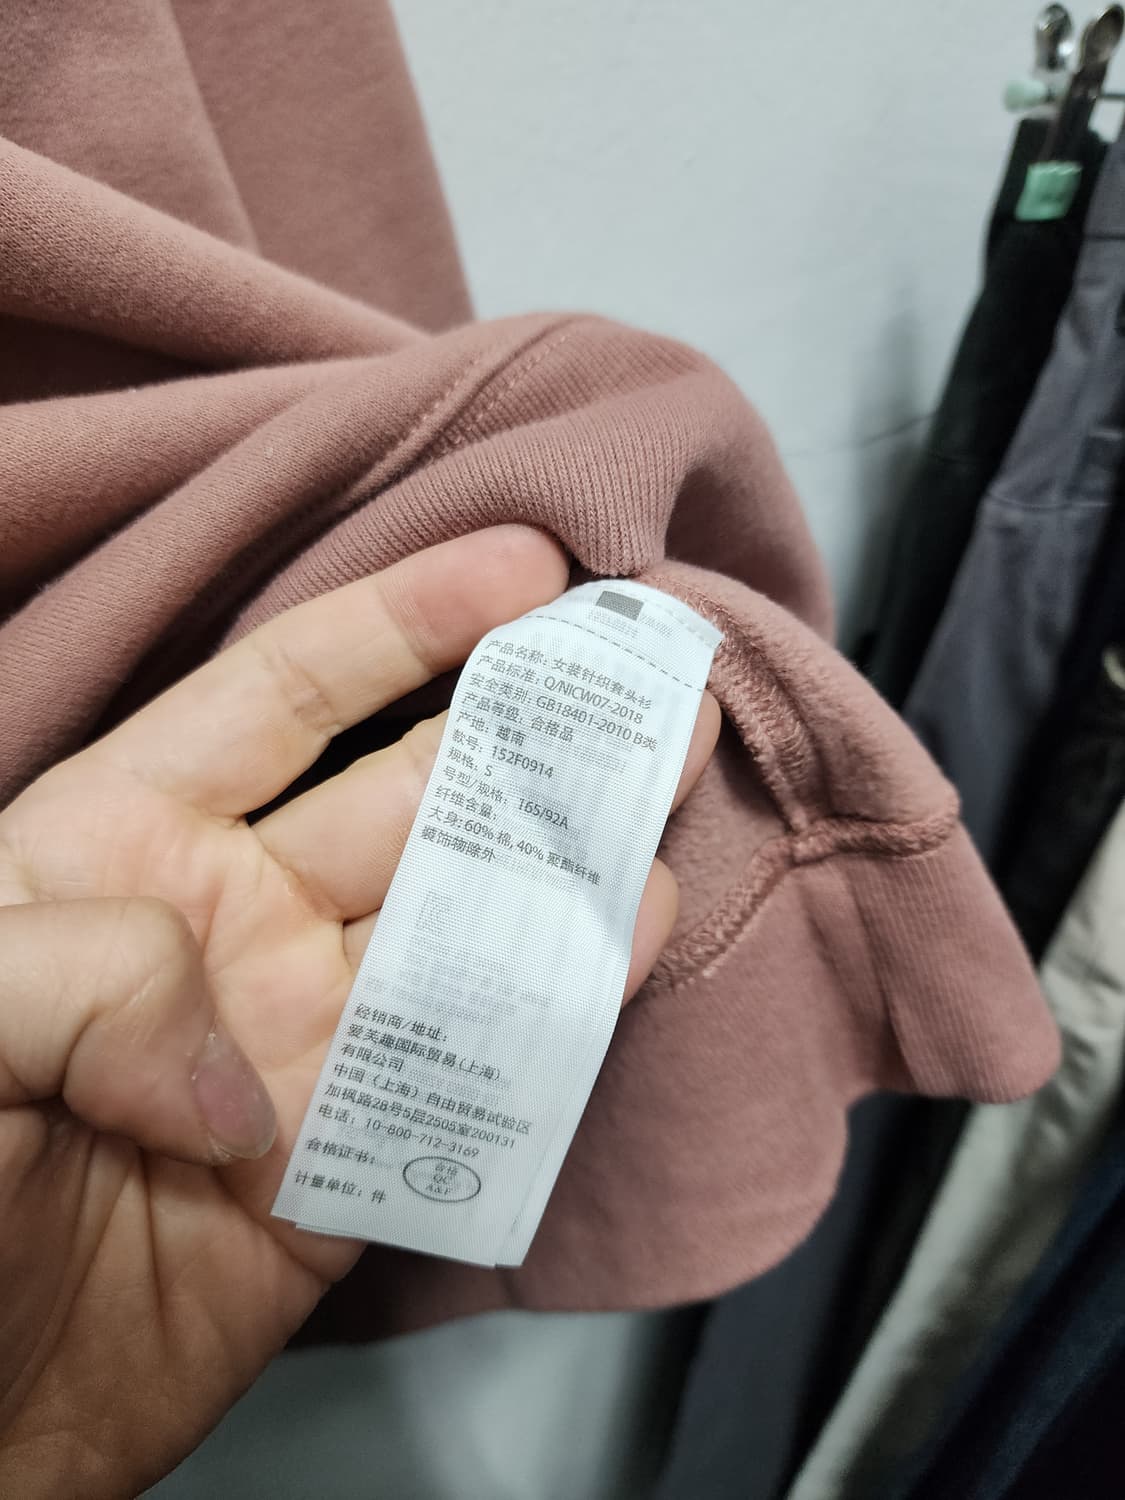 产品名称: 女装针织套头衫
产品标准: Q/NICW07-2018
安全类别: GB18401-2010 B类
产品等级: 合格品
产地: 越南
款号: 152F0914
规格: S
号型/规格: 165/92A
纤维含量:
大身: 60% 棉, 40% 聚酯纤维
装饰物除外
经销商/地址:
爱芙趣国际贸易(上海)
有限公司
中国(上海)自由贸易试验区
加枫路28号5层2505室200131
电话: 10-800-712-3169
合格证书:
合格
QC
A&F
计量单位: 件